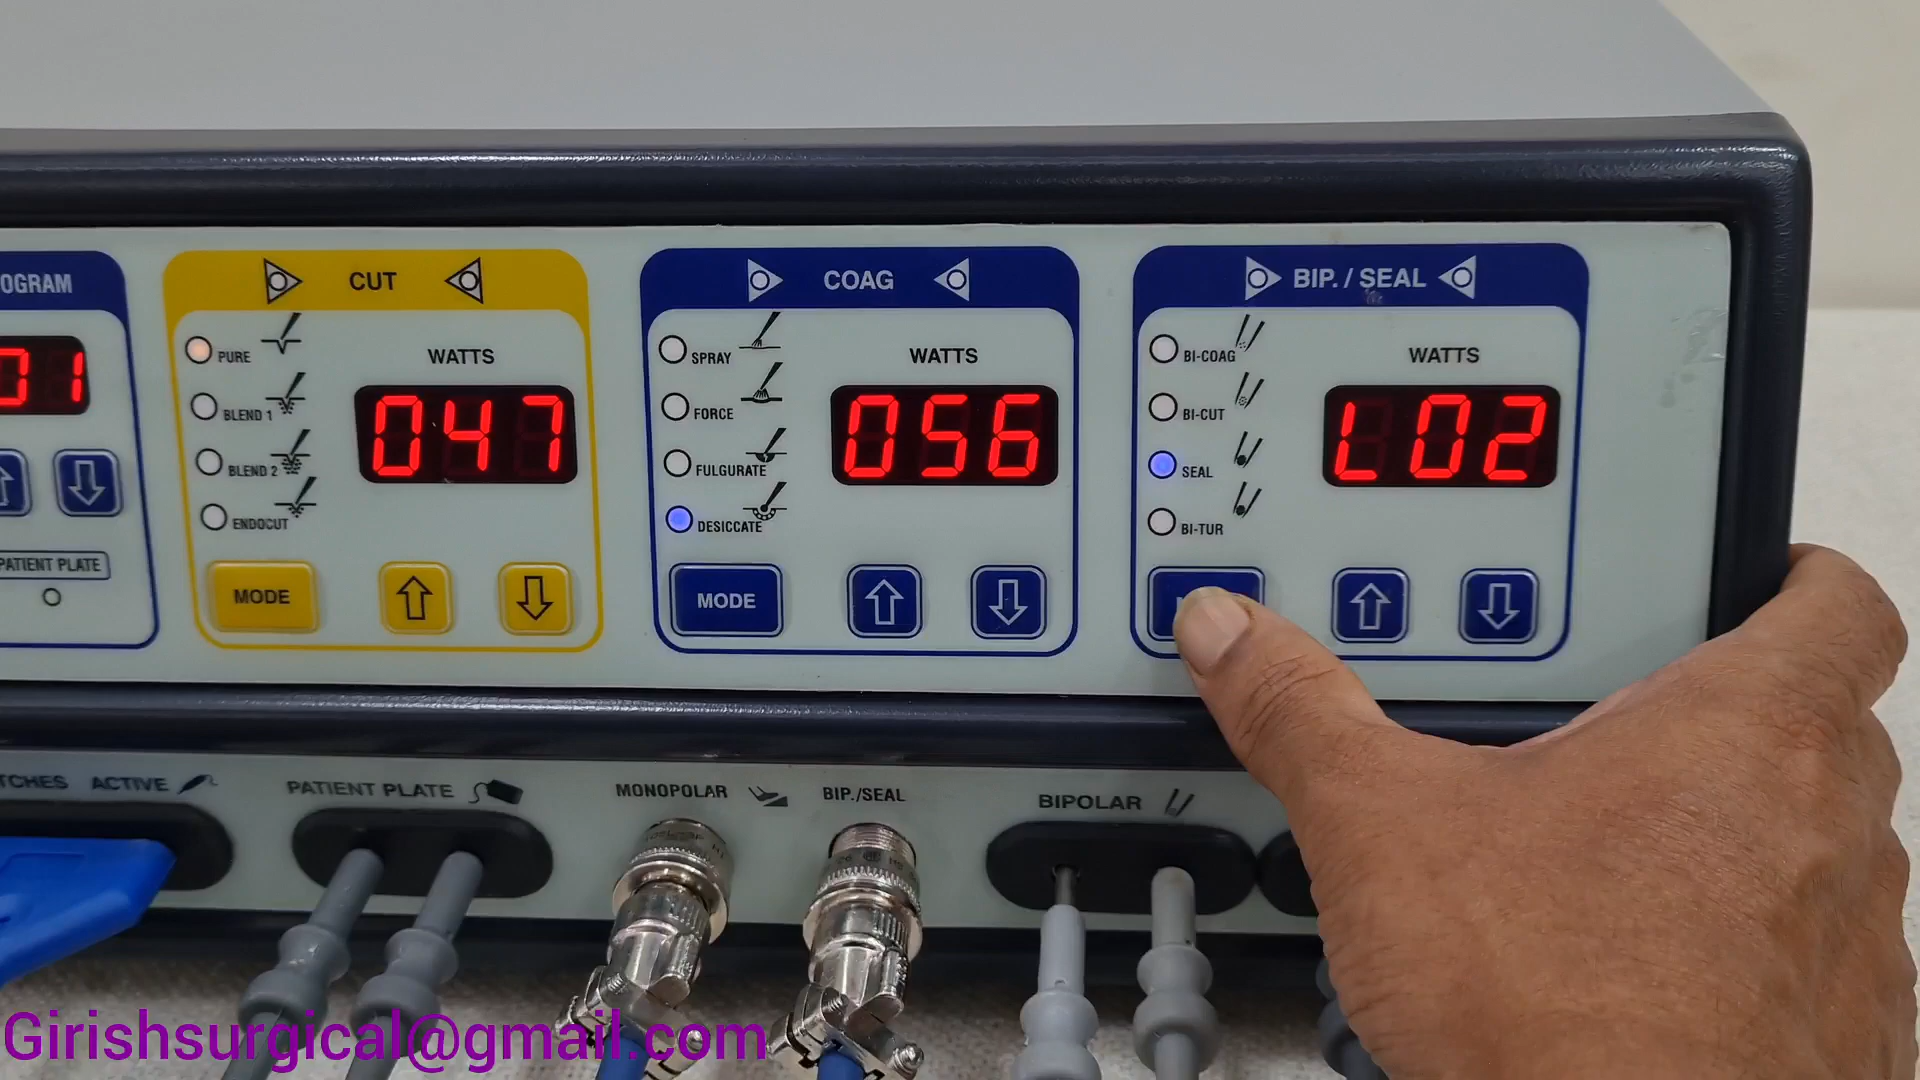 OGRAM
CUT
COAG
BIP. / SEAL
PURE
WATTS
SPRAY
WATTS
BI-COAG
WATTS
01
BLEND 1
047
FORCE
056
BI-CUT
L02
BLEND 2
FULGURATE
SEAL
ENDOCUT
DESICCATE
BI-TUR
PATIENT PLATE
MODE
MODE
TCHES ACTIVE
PATIENT PLATE
MONOPOLAR
BIP./SEAL
BIPOLAR
Girishsurgical@gmail.com